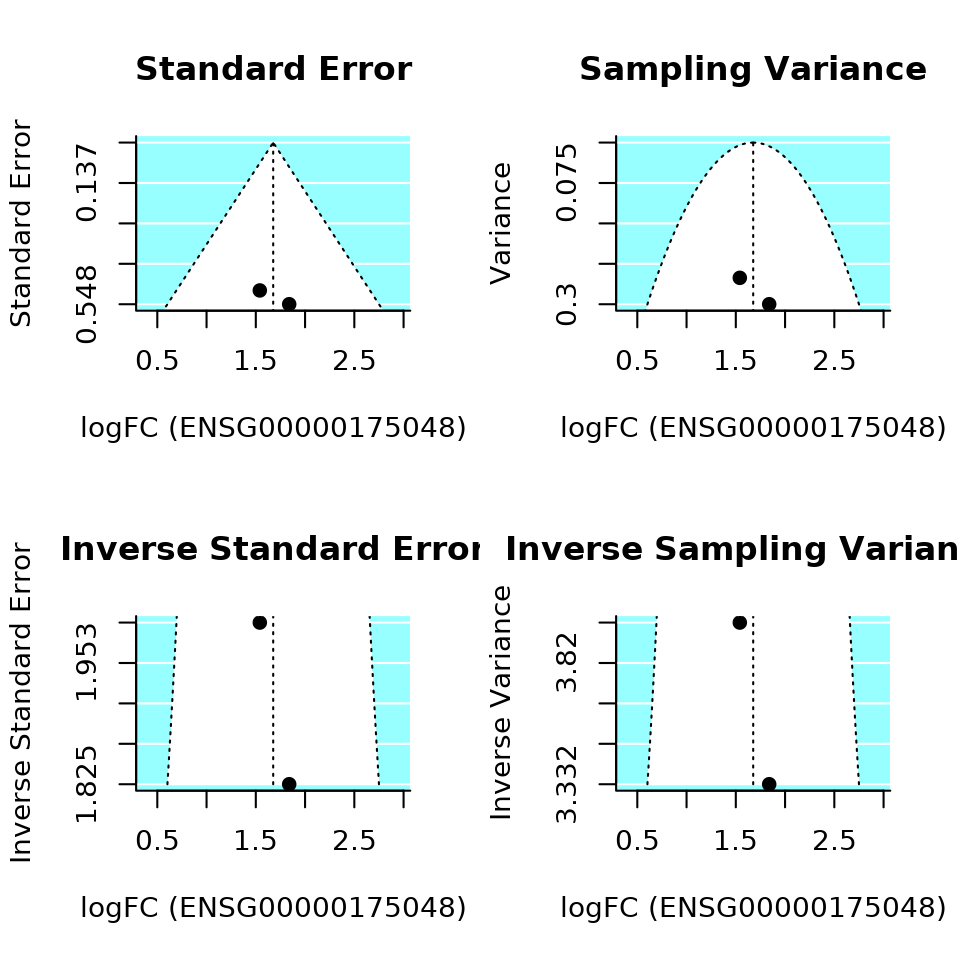 Standard Error
Standard Error
0.137
0.548
0.5 1.5 2.5
logFC (ENSG00000175048)
Sampling Variance
Variance
0.075
0.3
0.5 1.5 2.5
logFC (ENSG00000175048)
Inverse Standard Error
Inverse Standard Error
1.953
1.825
0.5 1.5 2.5
logFC (ENSG00000175048)
Inverse Sampling Varian
Inverse Variance
3.82
3.332
0.5 1.5 2.5
logFC (ENSG00000175048)